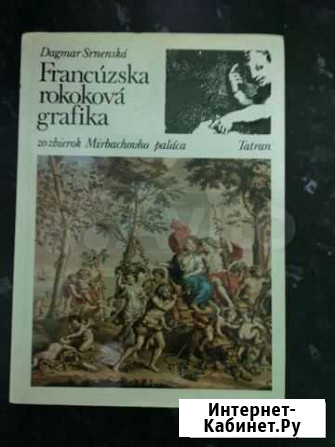 Dagmar Srnenská
Francúzska
rokoková
grafika
zo zbierok Mirbachovho paláca Tatran
Интернет-
Кабинет.Ру